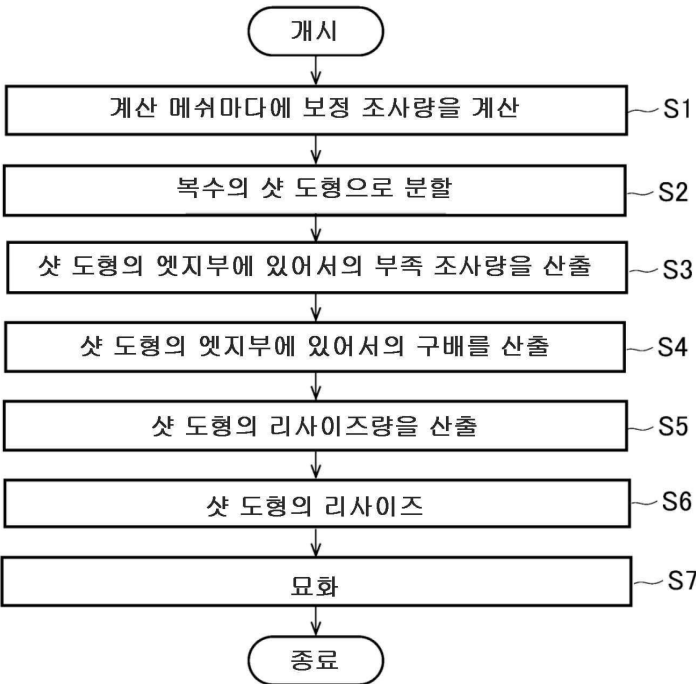 개시
계산 메쉬마다에 보정 조사량을 계산 S1
복수의 샷 도형으로 분할 S2
샷 도형의 엣지부에 있어서의 부족 조사량을 산출 S3
샷 도형의 엣지부에 있어서의 구배를 산출 S4
샷 도형의 리사이즈량을 산출 S5
샷 도형의 리사이즈 S6
묘화 S7
종료